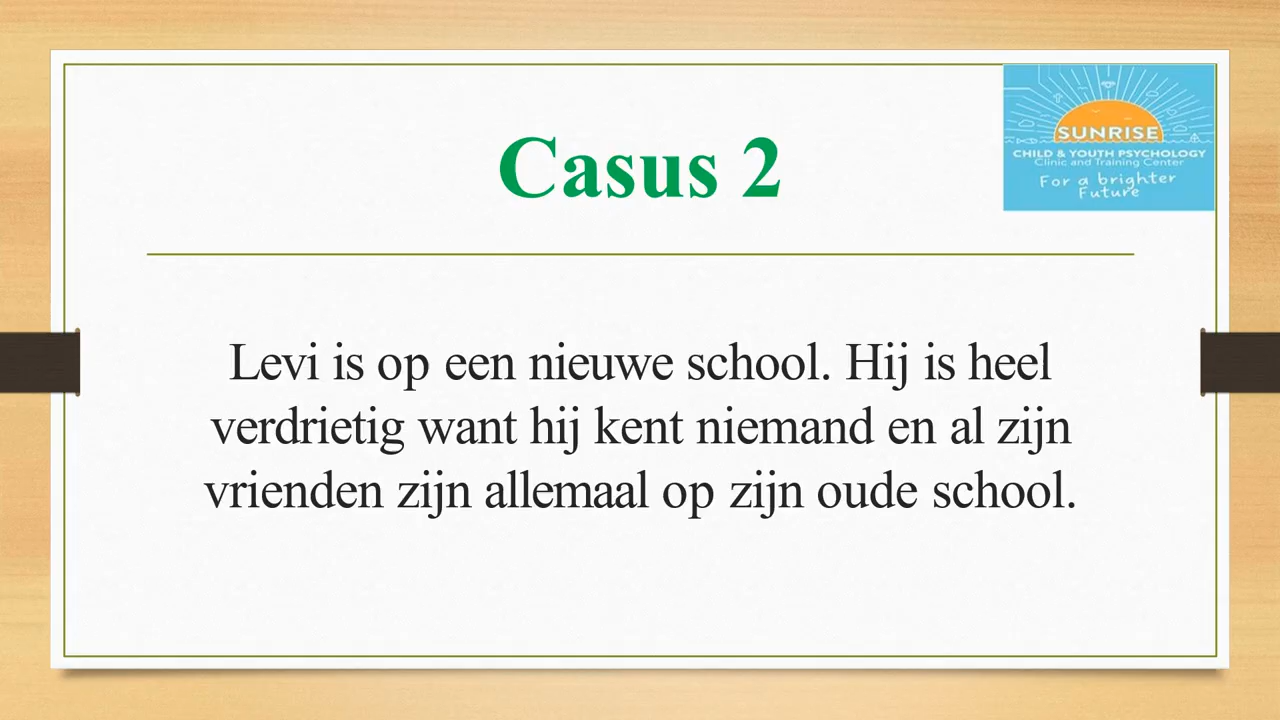 Casus 2
SUNRISE
CHILD & YOUTH PSYCHOLOGY
Clinic and Training Center
For a brighter
Future
Levi is op een nieuwe school. Hij is heel
verdrietig want hij kent niemand en al zijn
vrienden zijn allemaal op zijn oude school.